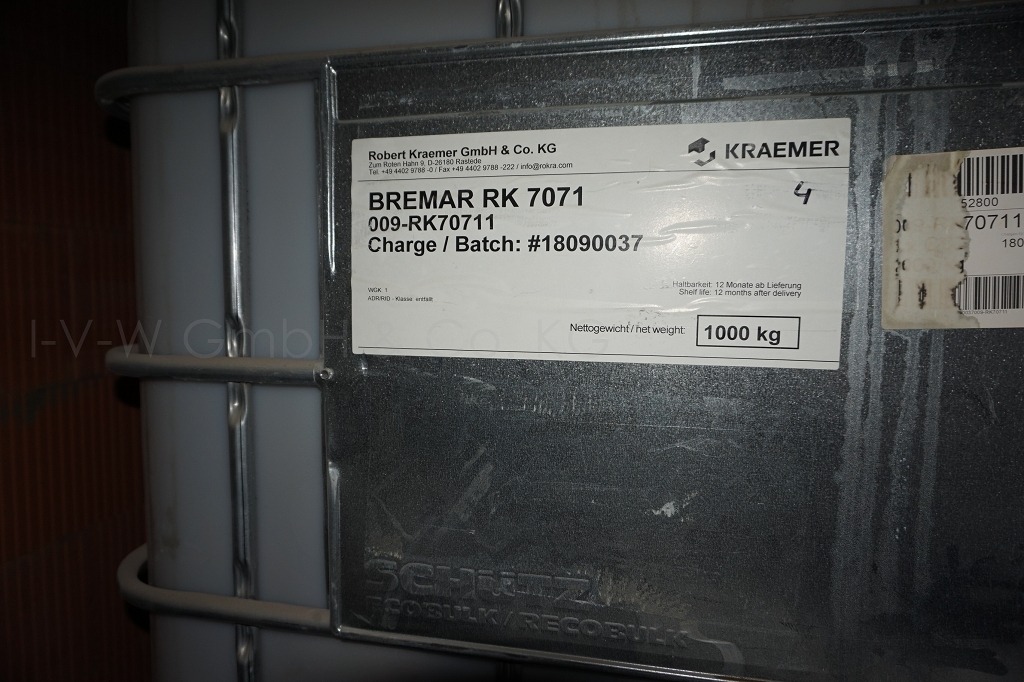 Robert Kraemer GmbH & Co. KG
Zum Roten Hahn 9, D-26180 Rastede
Tel. +49 4402 9788 -0 / Fax +49 4402 9788 -222 / info@rokra.com
KRAEMER
BREMAR RK 7071
4
009-RK70711
Charge / Batch: #18090037
WGK: 1
ADR/RID - Klasse: entfällt
Haltbarkeit: 12 Monate ab Lieferung
Shelf life: 12 months after delivery
Nettogewicht / net weight:
1000 kg
52800
70711
180
I-V-W GmbH & Co. KG
SCHÜTZ
ECOBULK/RECOBULK